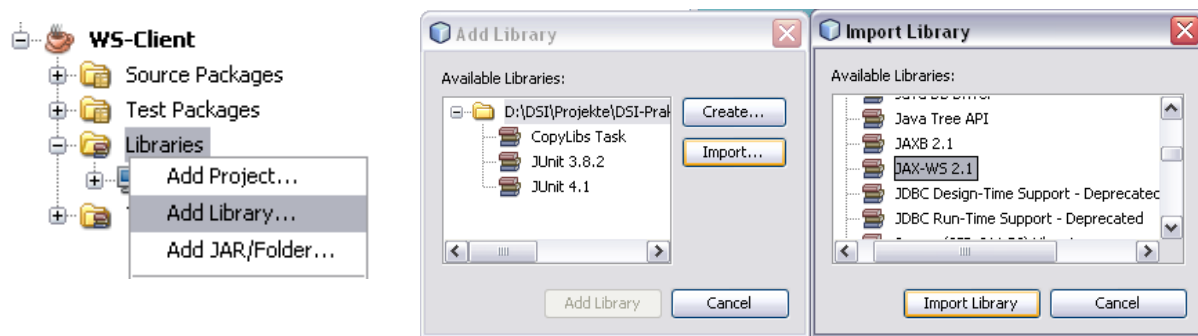 WS-Client
Source Packages
Test Packages
Libraries
Add Project...
Add Library...
Add JAR/Folder...
Add Library
Available Libraries:
D:\DSI\Projekte\DSI-Prak
CopyLibs Task
JUnit 3.8.2
JUnit 4.1
Create...
Import...
Add Library
Cancel
Import Library
Available Libraries:
Java Tree API
JAXB 2.1
JAX-WS 2.1
JDBC Design-Time Support - Deprecated
JDBC Run-Time Support - Deprecated
Import Library
Cancel